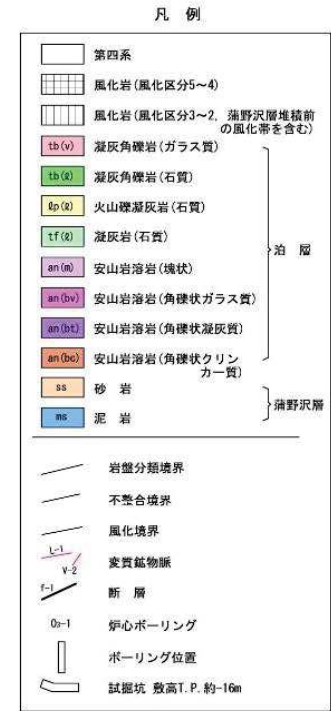 凡 例
第四系
風化岩(風化区分5~4)
風化岩(風化区分3~2, 蒲野沢層堆積前
の風化帯を含む)
tb(v) 凝灰角礫岩(ガラス質)
tb(ℓ) 凝灰角礫岩(石質)
ℓp(ℓ) 火山礫凝灰岩(石質)
tf(ℓ) 凝灰岩(石質)
an(m) 安山岩溶岩(塊状)
an(bv) 安山岩溶岩(角礫状ガラス質)
an(bt) 安山岩溶岩(角礫状凝灰質)
an(bc) 安山岩溶岩(角礫状クリン
カー質)
泊 層
ss 砂 岩
ms 泥 岩
蒲野沢層
岩盤分類境界
不整合境界
風化境界
L-1
V-2
変質鉱物脈
f-1 断 層
O3-1 炉心ボーリング
ボーリング位置
試掘坑 敷高T.P.約-16m